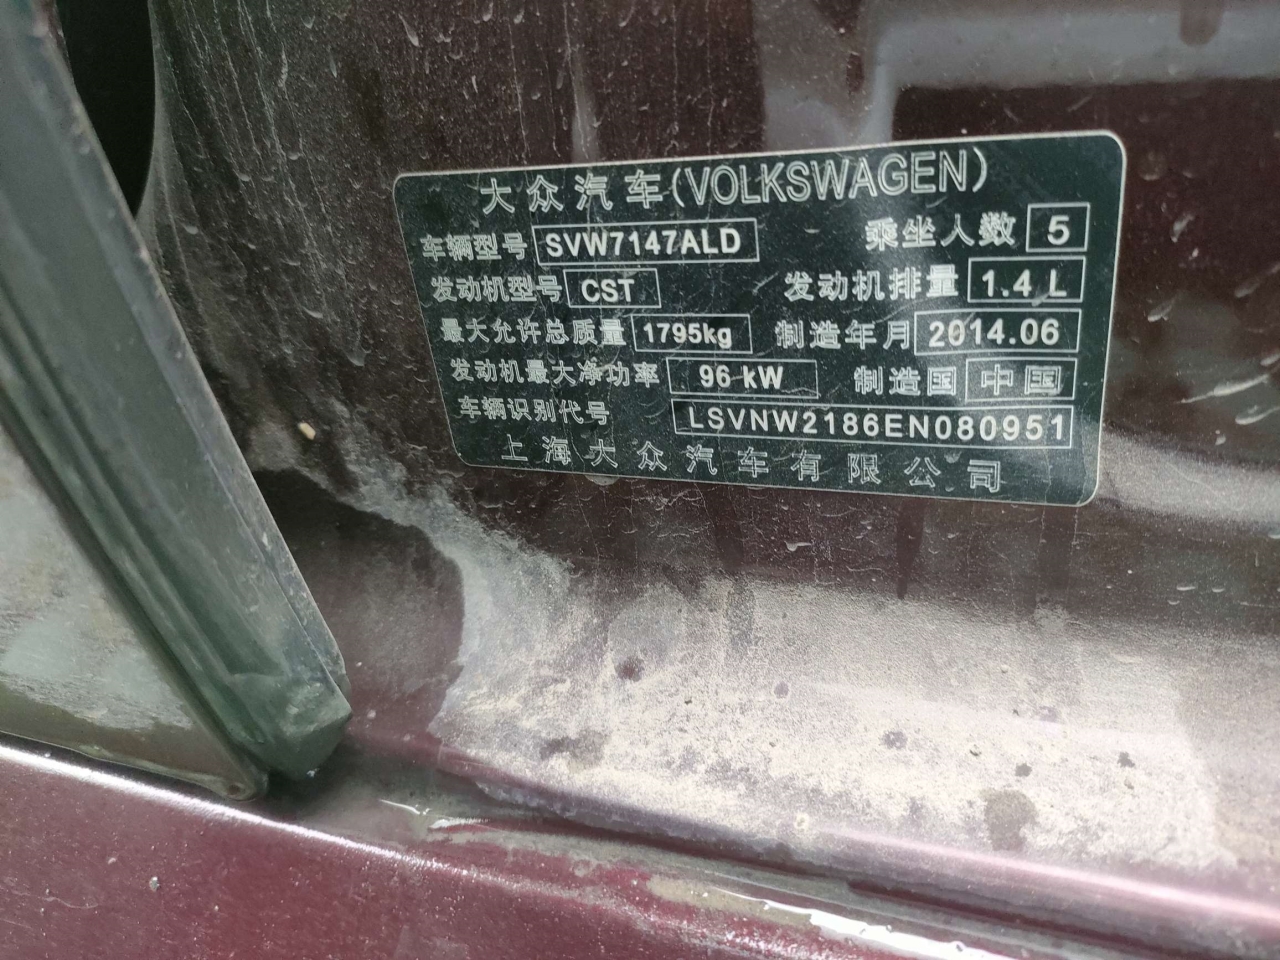 大众汽车(VOLKSWAGEN)
车辆型号 SVW7147ALD 乘坐人数 5
发动机型号 CST 发动机排量 1.4 L
最大允许总质量 1795kg 制造年月 2014.06
发动机最大净功率 96 kW 制造国 中国
车辆识别代号 LSVNW2186EN080951
上海大众汽车有限公司